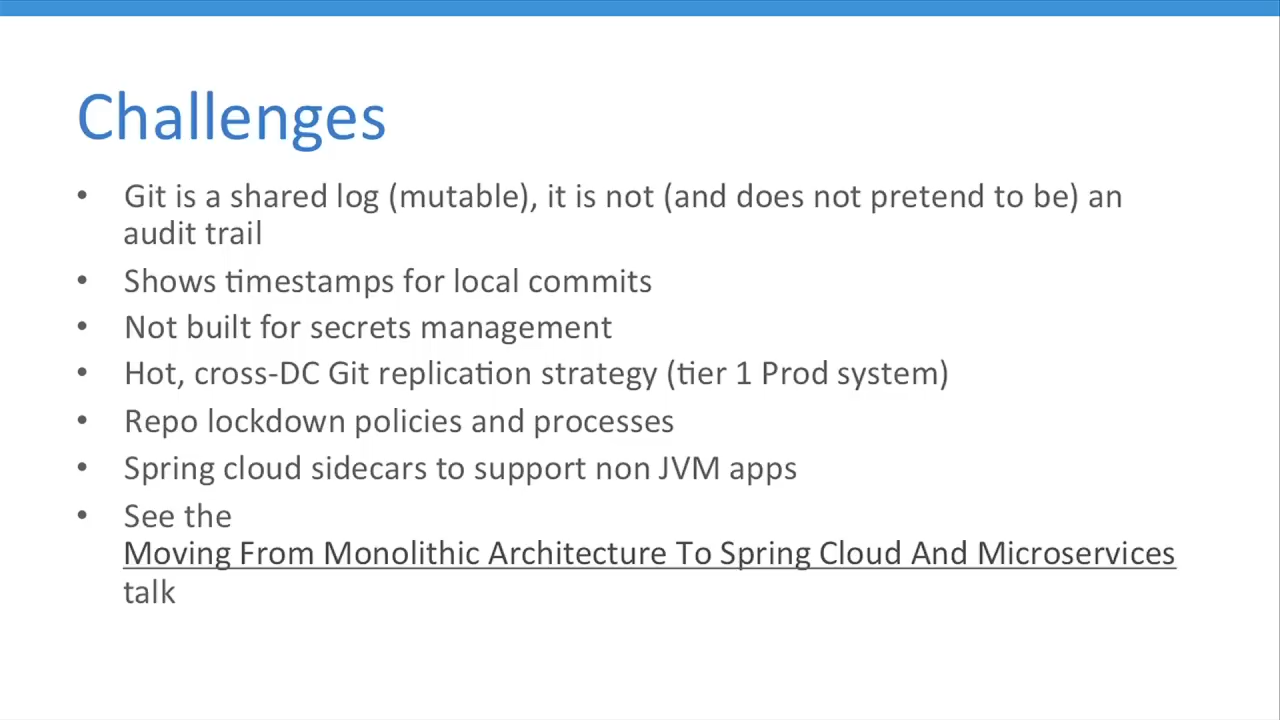 Challenges
• Git is a shared log (mutable), it is not (and does not pretend to be) an
audit trail
• Shows timestamps for local commits
• Not built for secrets management
• Hot, cross-DC Git replication strategy (tier 1 Prod system)
• Repo lockdown policies and processes
• Spring cloud sidecars to support non JVM apps
• See the
Moving From Monolithic Architecture To Spring Cloud And Microservices
talk